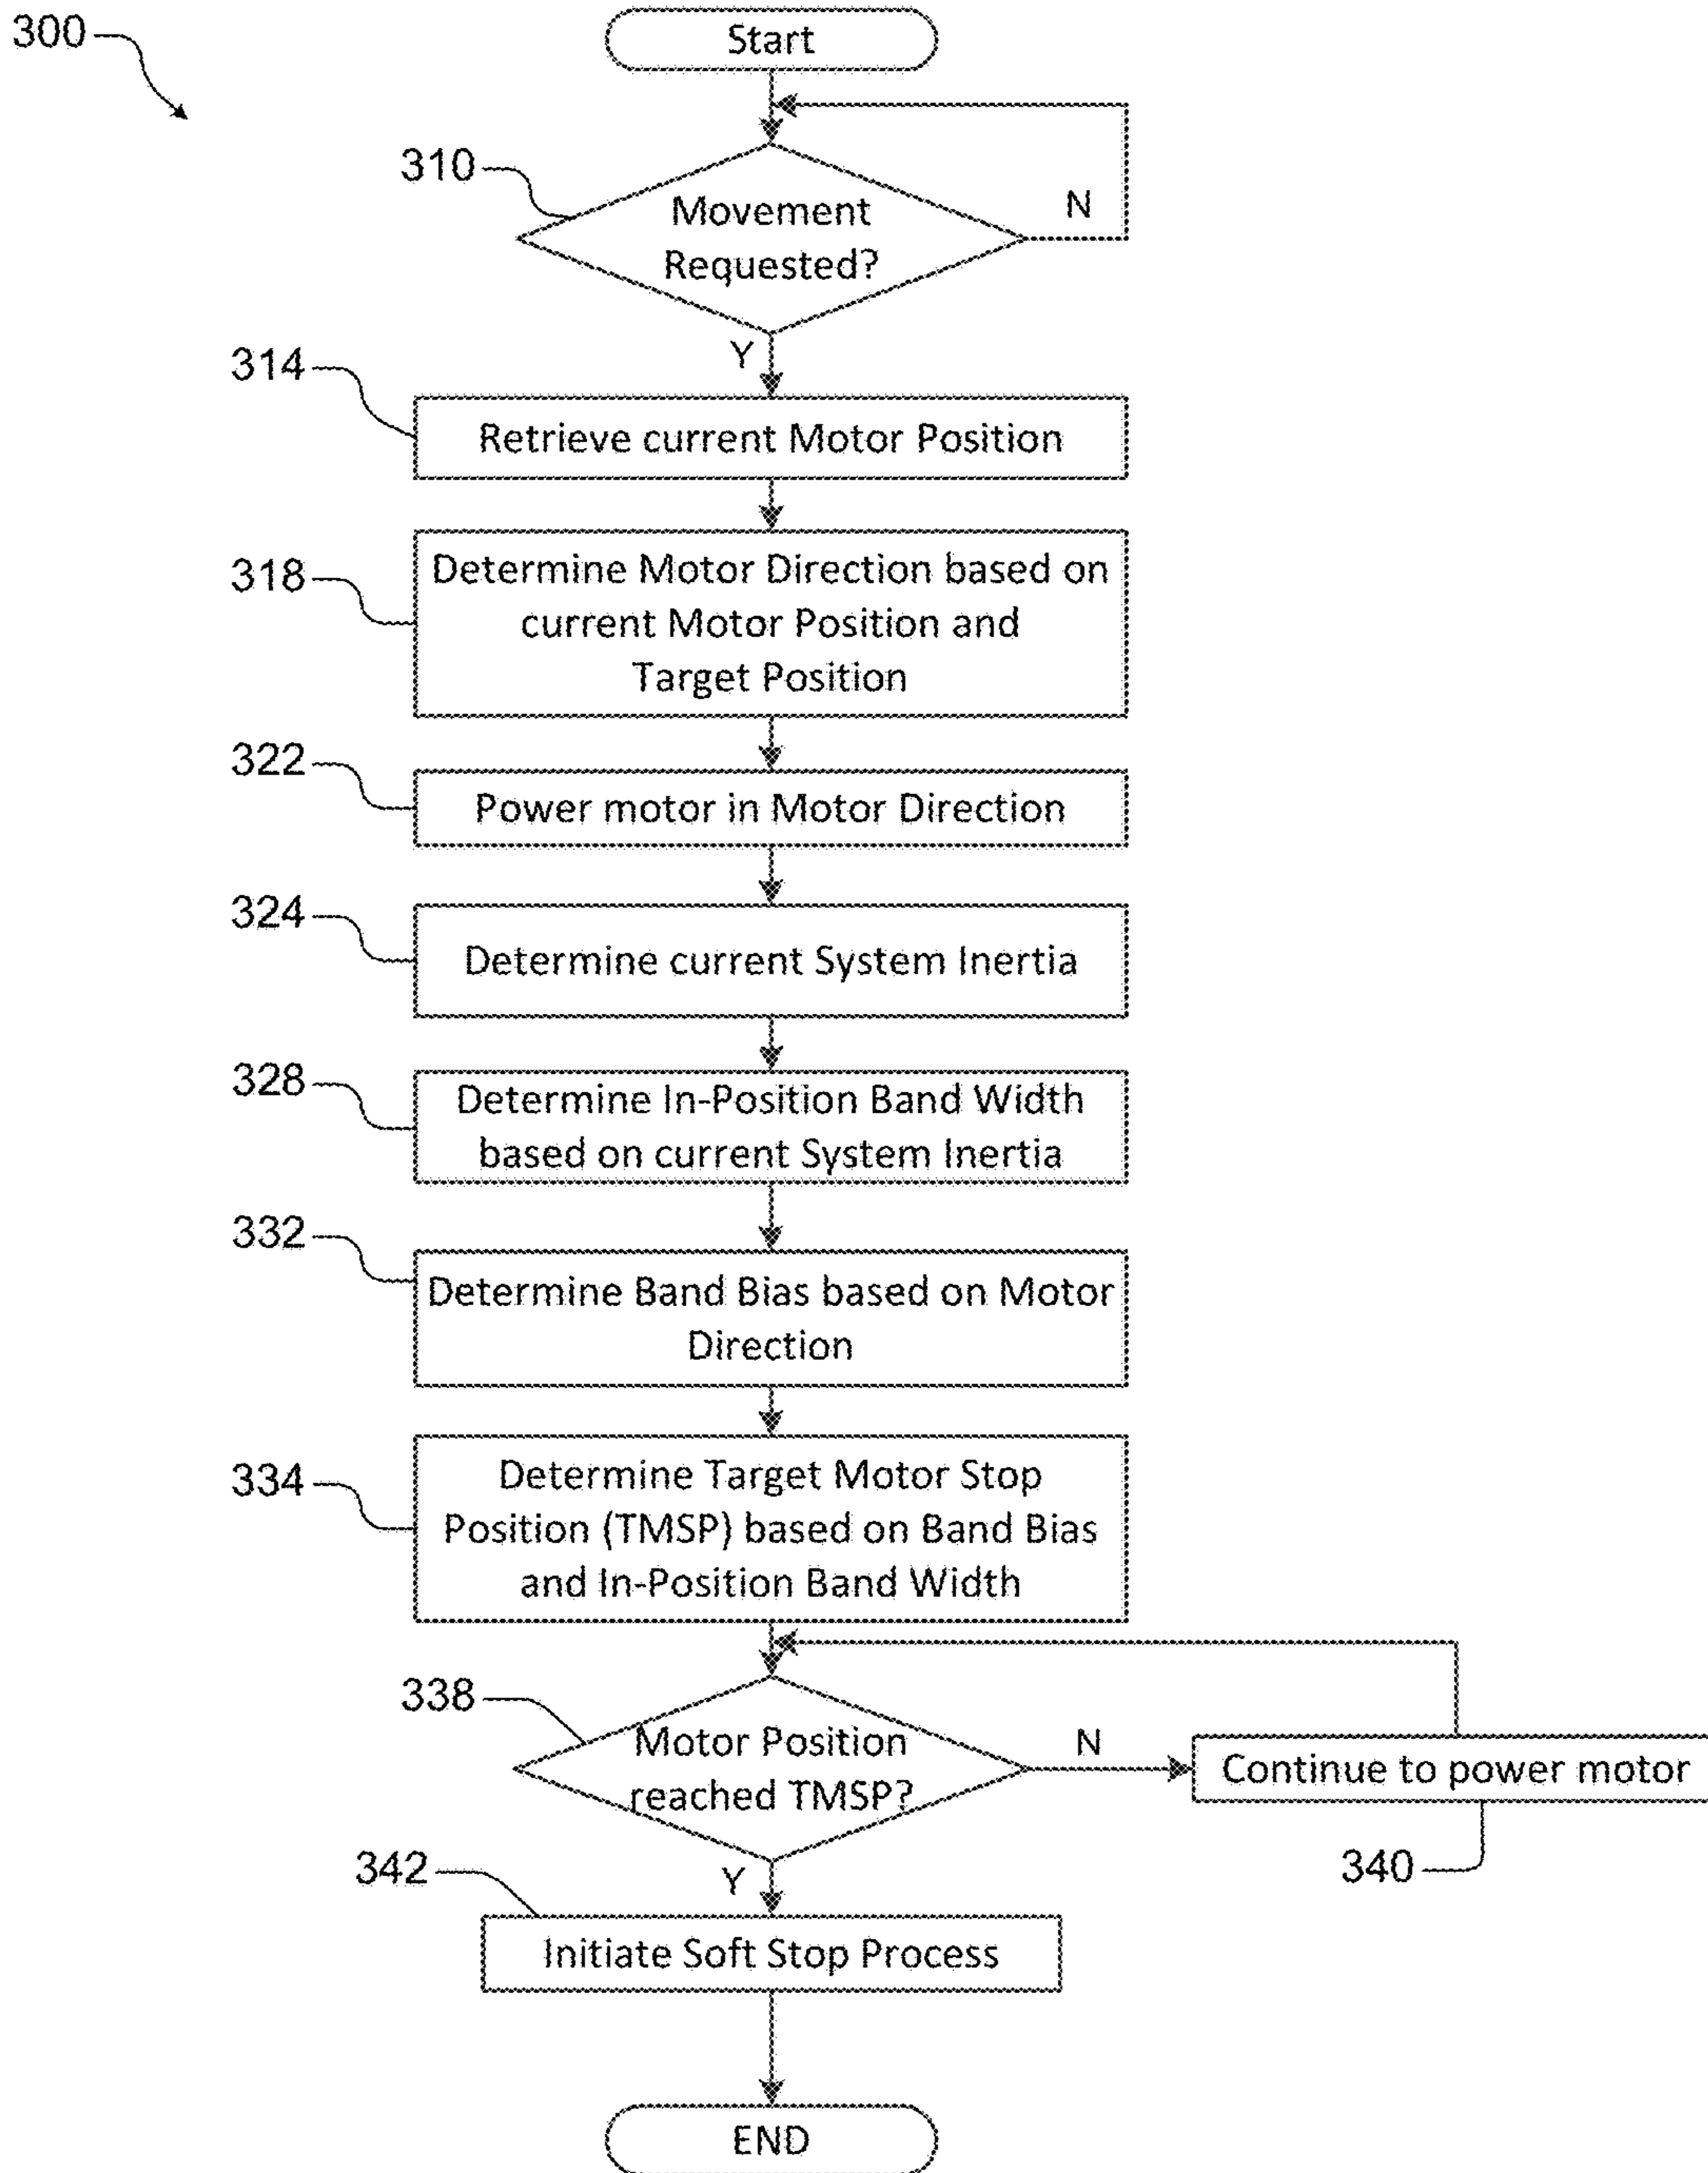 300
Start
310
Movement
Requested?
N
Y
314
Retrieve current Motor Position
318
Determine Motor Direction based on
current Motor Position and
Target Position
322
Power motor in Motor Direction
324
Determine current System Inertia
328
Determine In-Position Band Width
based on current System Inertia
332
Determine Band Bias based on Motor
Direction
334
Determine Target Motor Stop
Position (TMSP) based on Band Bias
and In-Position Band Width
338
Motor Position
reached TMSP?
N
Continue to power motor
340
Y
342
Initiate Soft Stop Process
END